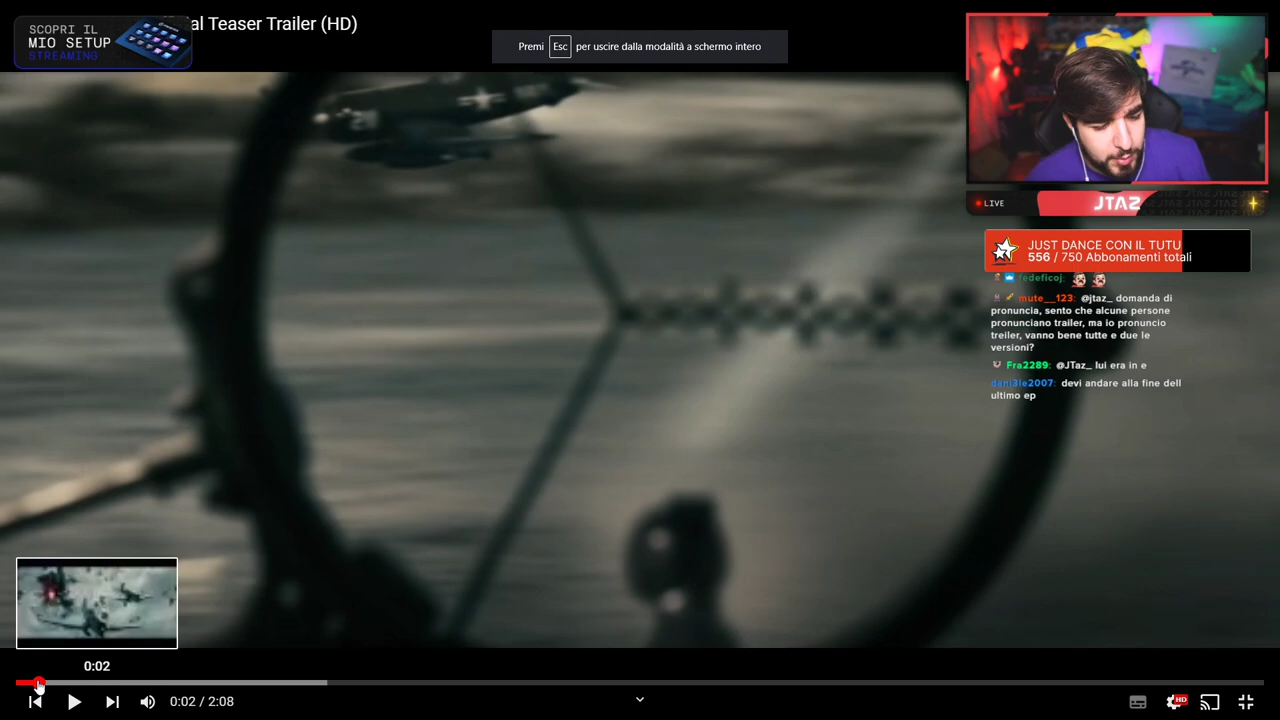 al Teaser Trailer (HD)
SCOPRI IL
MIO SETUP
STREAMING
Premi Esc per uscire dalla modalità a schermo intero
LIVE
JTAZ
JUST DANCE CON IL TUTU
556 / 750 Abbonamenti totali
fedeficoj:
mute__123: @jtaz_ domanda di
pronuncia, sento che alcune persone
pronunciano trailer, ma io pronuncio
treiler, vanno bene tutte e due le
versioni?
Fra2289: @JTaz_ lui era in e
dani3le2007: devi andare alla fine dell
ultimo ep
0:02
0:02 / 2:08
HD